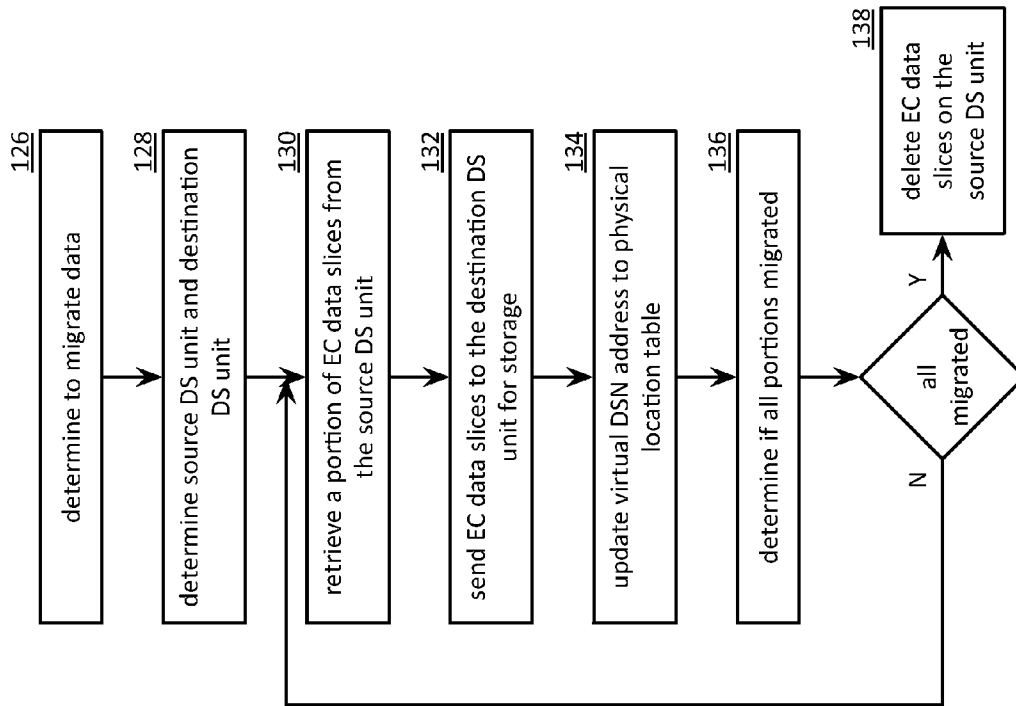 126
determine to migrate data
128
determine source DS unit and destination
DS unit
130
retrieve a portion of EC data slices from
the source DS unit
132
send EC data slices to the destination DS
unit for storage
134
update virtual DSN address to physical
location table
136
determine if all portions migrated
all
migrated
N
Y
138
delete EC data
slices on the
source DS unit